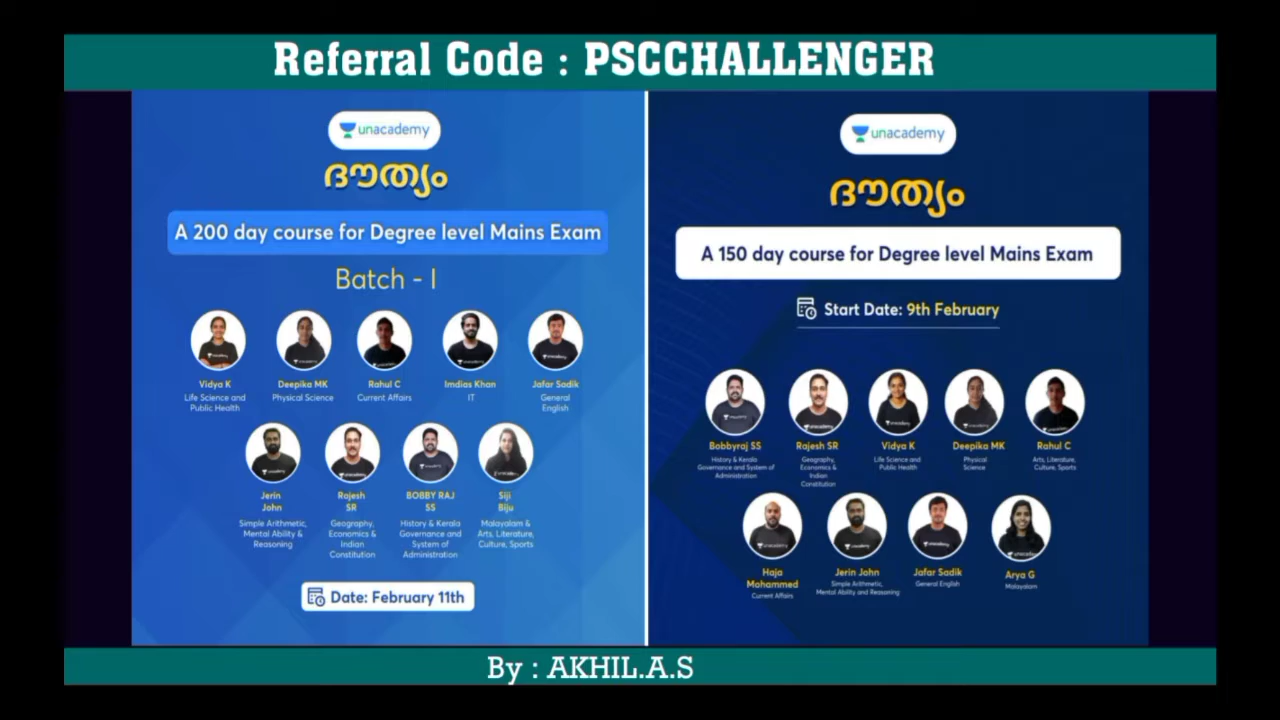 Referral Code : PSCCHALLENGER
unacademy
ദൗത്യം
A 200 day course for Degree level Mains Exam
Batch - I
Vidya K
Life Science and
Public Health
Deepika MK
Physical Science
Rahul C
Current Affairs
Imdias Khan
IT
Jafar Sadik
General
English
Jerin
John
Simple Arithmetic,
Mental Ability &
Reasoning
Rajesh
SR
Geography,
Economics &
Indian
Constitution
BOBBY RAJ
SS
History & Kerala
Governance and
System of
Administration
Siji
Biju
Malayalam &
Arts, Literature,
Culture, Sports
Date: February 11th
unacademy
ദൗത്യം
A 150 day course for Degree level Mains Exam
Start Date: 9th February
Bobbyraj SS
History & Kerala
Governance and System of
Administration
Rajesh SR
Geography,
Economics &
Indian
Constitution
Vidya K
Life Science and
Public Health
Deepika MK
Physical
Science
Rahul C
Arts, Literature,
Culture, Sports
Haja
Mohammed
Current Affairs
Jerin John
Simple Arithmetic,
Mental Ability and Reasoning
Jafar Sadik
General English
Arya G
Malayalam
By : AKHIL.A.S